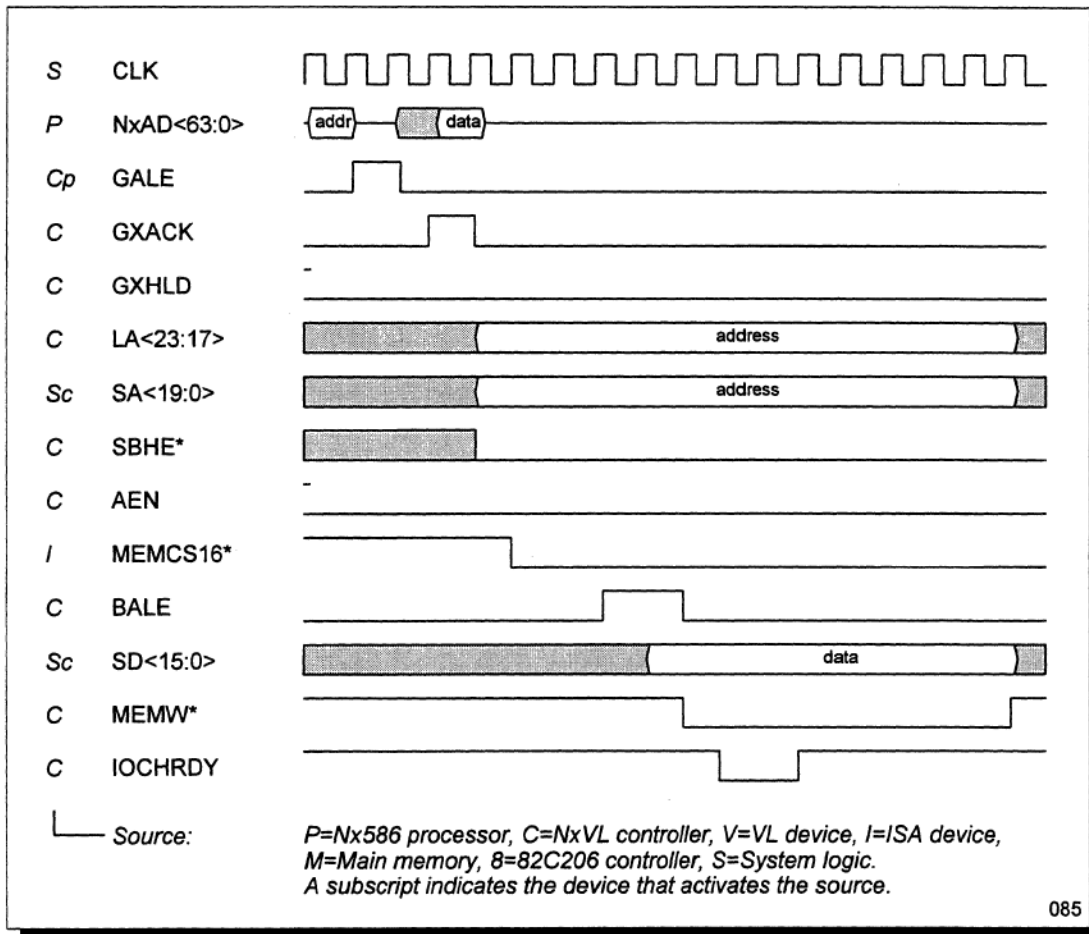 S CLK
P NxAD<63:0> addr data
Cp GALE
C GXACK
C GXHLD
C LA<23:17> address
Sc SA<19:0> address
C SBHE*
C AEN
I MEMCS16*
C BALE
Sc SD<15:0> data
C MEMW*
C IOCHRDY
Source: P=Nx586 processor, C=NxVL controller, V=VL device, I=ISA device,
M=Main memory, 8=82C206 controller, S=System logic.
A subscript indicates the device that activates the source.
085